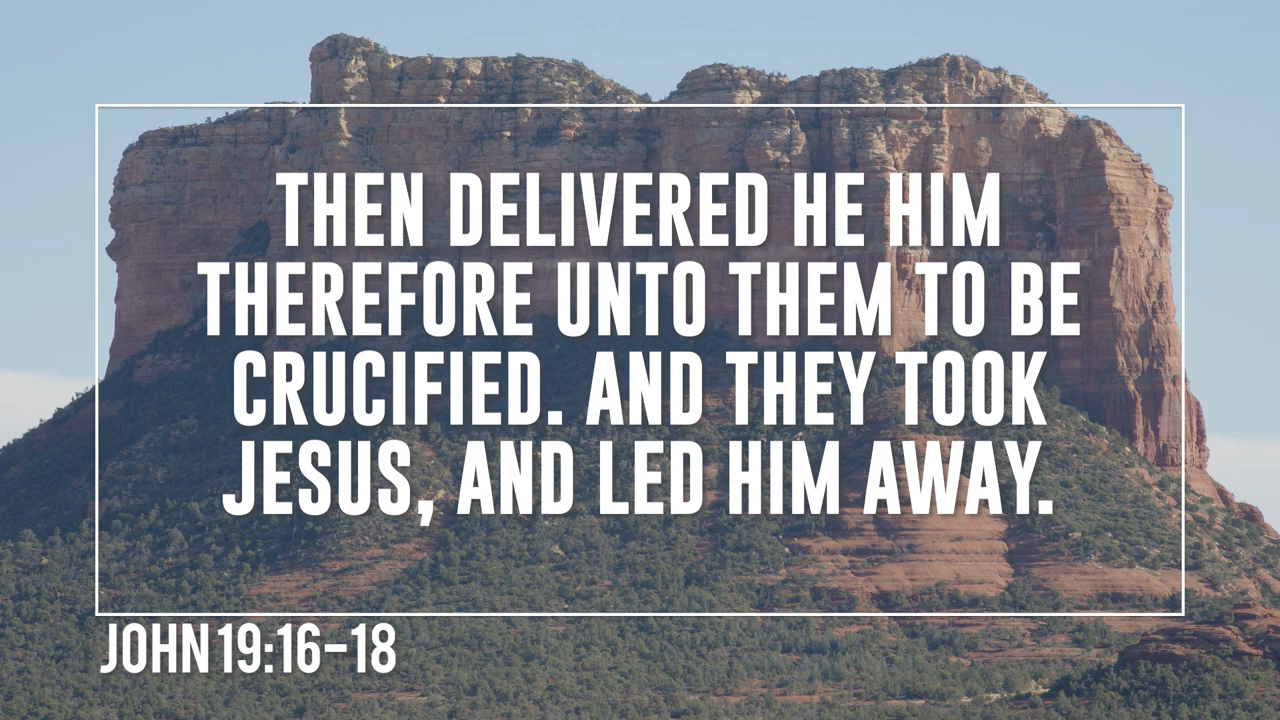 THEN DELIVERED HE HIM
THEREFORE UNTO THEM TO BE
CRUCIFIED. AND THEY TOOK
JESUS, AND LED HIM AWAY.
JOHN 19:16-18